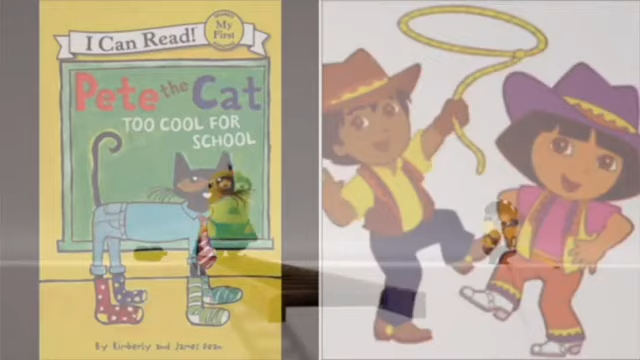 I Can Read!
My
First
Pete the Cat
TOO COOL FOR
SCHOOL
By Kimberly and James Dean